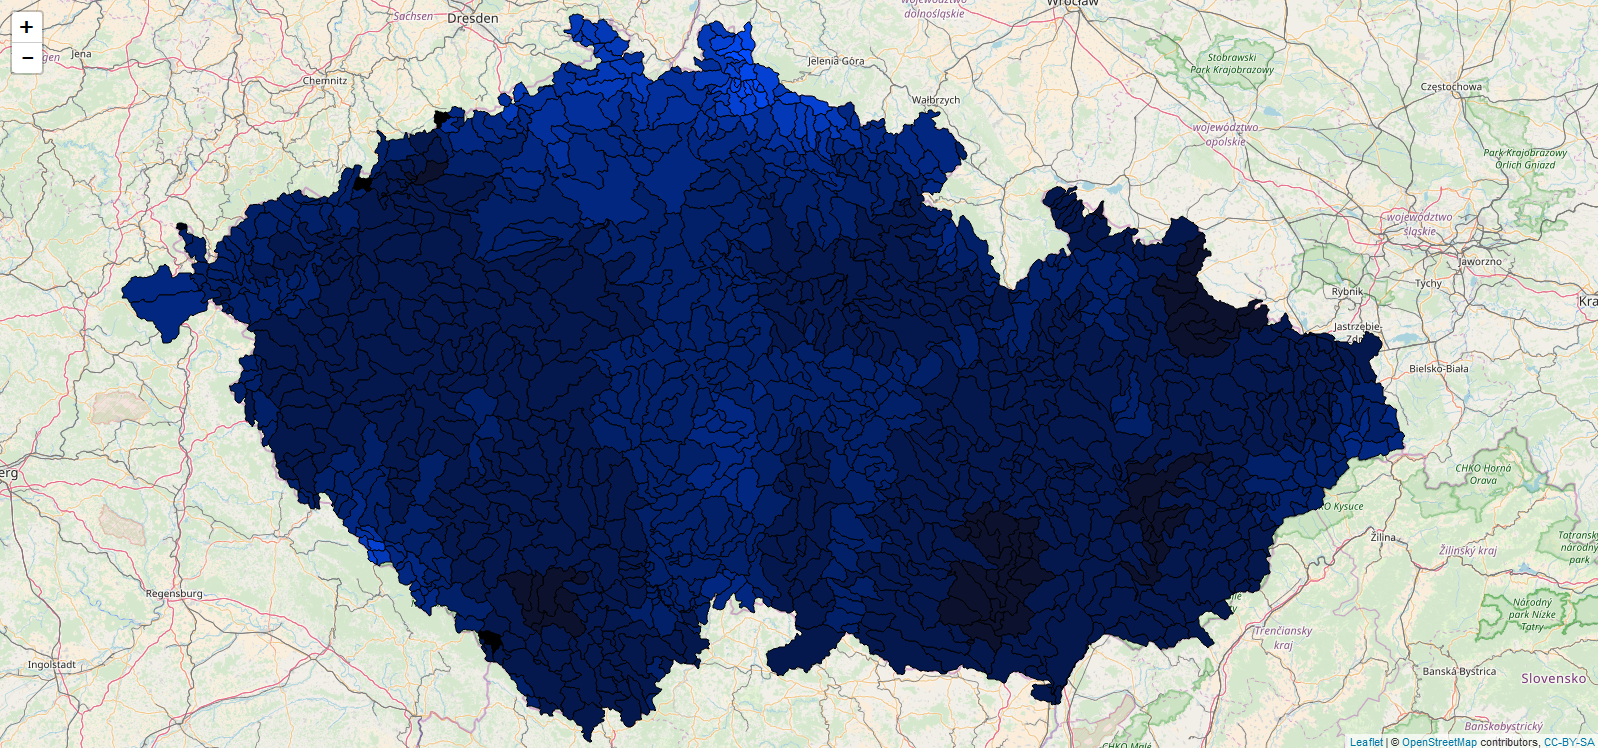 +
−
Sachsen
Dresden
województwo
dolnośląskie
Wrocław
Jena
Chemnitz
Jelenia Góra
Stobrawski
Park Krajobrazowy
Częstochowa
Wałbrzych
województwo
opolskie
Park Krajobrazowy
Orlich Gniazd
województwo
śląskie
Jaworzno
Tychy
Rybnik
Kra
Jastrzębie-
Bielsko-Biała
CHKO Horná
Orava
CHKO Kysuce
Žilina
Žilinský kraj
Tatranský
národný
park
Regensburg
Národný
park Nízke
Tatry
Trenčiansky
kraj
Ingolstadt
Banská Bystrica
Slovensko
Banskobystrický
CHKO Malé
Leaflet | © OpenStreetMap contributors, CC-BY-SA